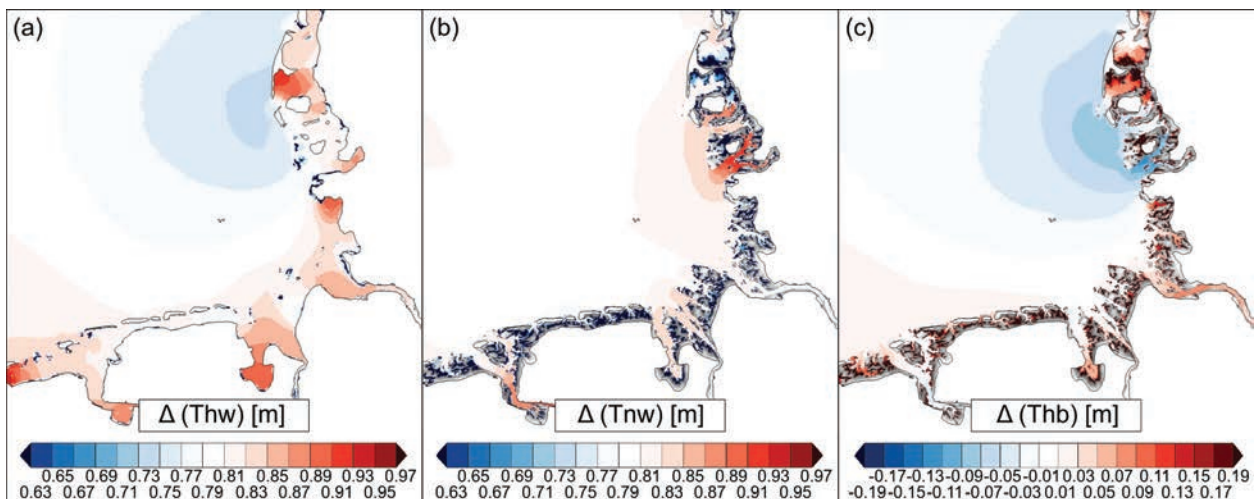 (a)
(b)
(c)
Δ (Thw) [m]
Δ (Tnw) [m]
Δ (Thb) [m]
0.65 0.69 0.73 0.77 0.81 0.85 0.89 0.93 0.97
0.63 0.67 0.71 0.75 0.79 0.83 0.87 0.91 0.95
0.65 0.69 0.73 0.77 0.81 0.85 0.89 0.93 0.97
0.63 0.67 0.71 0.75 0.79 0.83 0.87 0.91 0.95
-0.17-0.13-0.09-0.05-0.01 0.03 0.07 0.11 0.15 0.19
-0.19-0.15-0.11-0.07-0.03 0.01 0.05 0.09 0.13 0.17